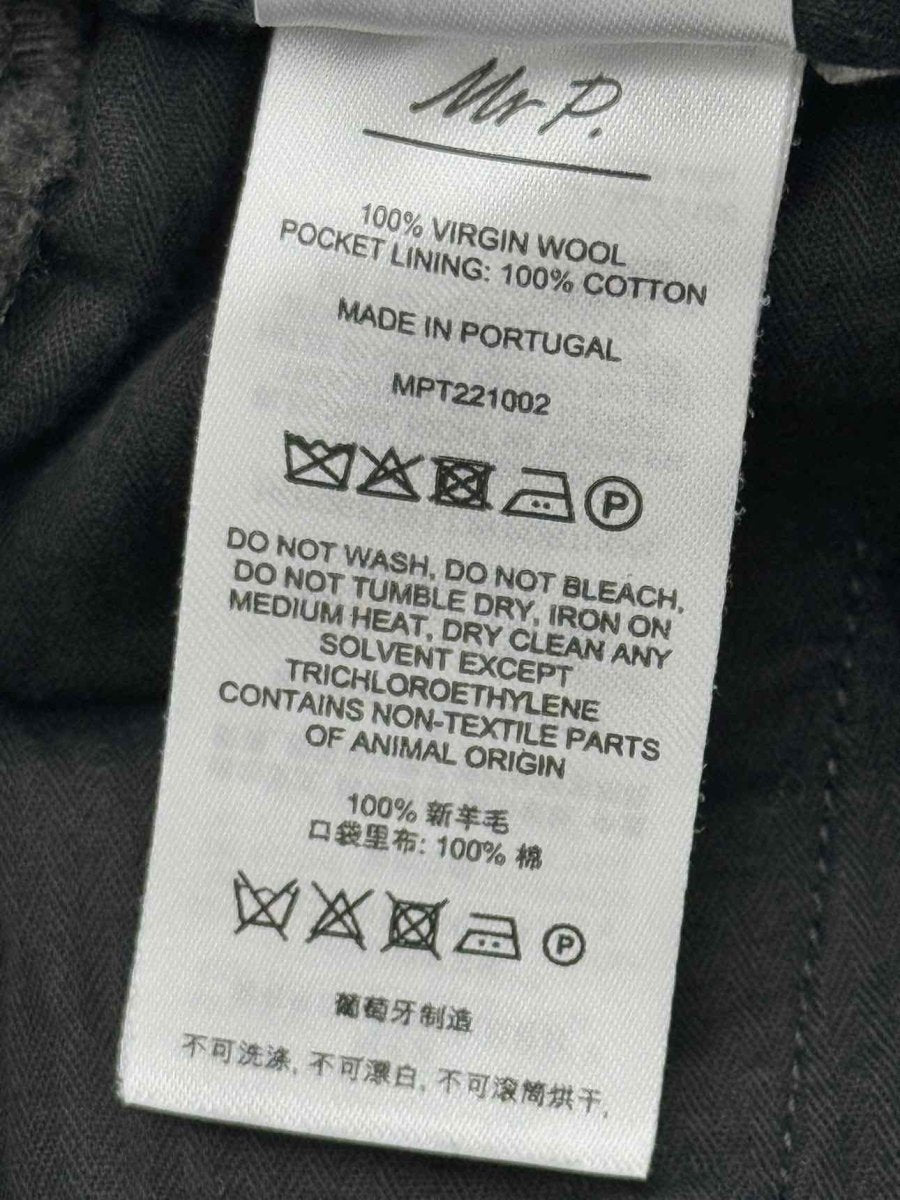 Mr P.
100% VIRGIN WOOL
POCKET LINING: 100% COTTON
MADE IN PORTUGAL
MPT221002
P
DO NOT WASH, DO NOT BLEACH,
DO NOT TUMBLE DRY, IRON ON
MEDIUM HEAT, DRY CLEAN ANY
SOLVENT EXCEPT
TRICHLOROETHYLENE
CONTAINS NON-TEXTILE PARTS
OF ANIMAL ORIGIN
100% 新羊毛
口袋里布: 100% 棉
P
葡萄牙制造
不可洗涤, 不可漂白, 不可滚筒烘干,